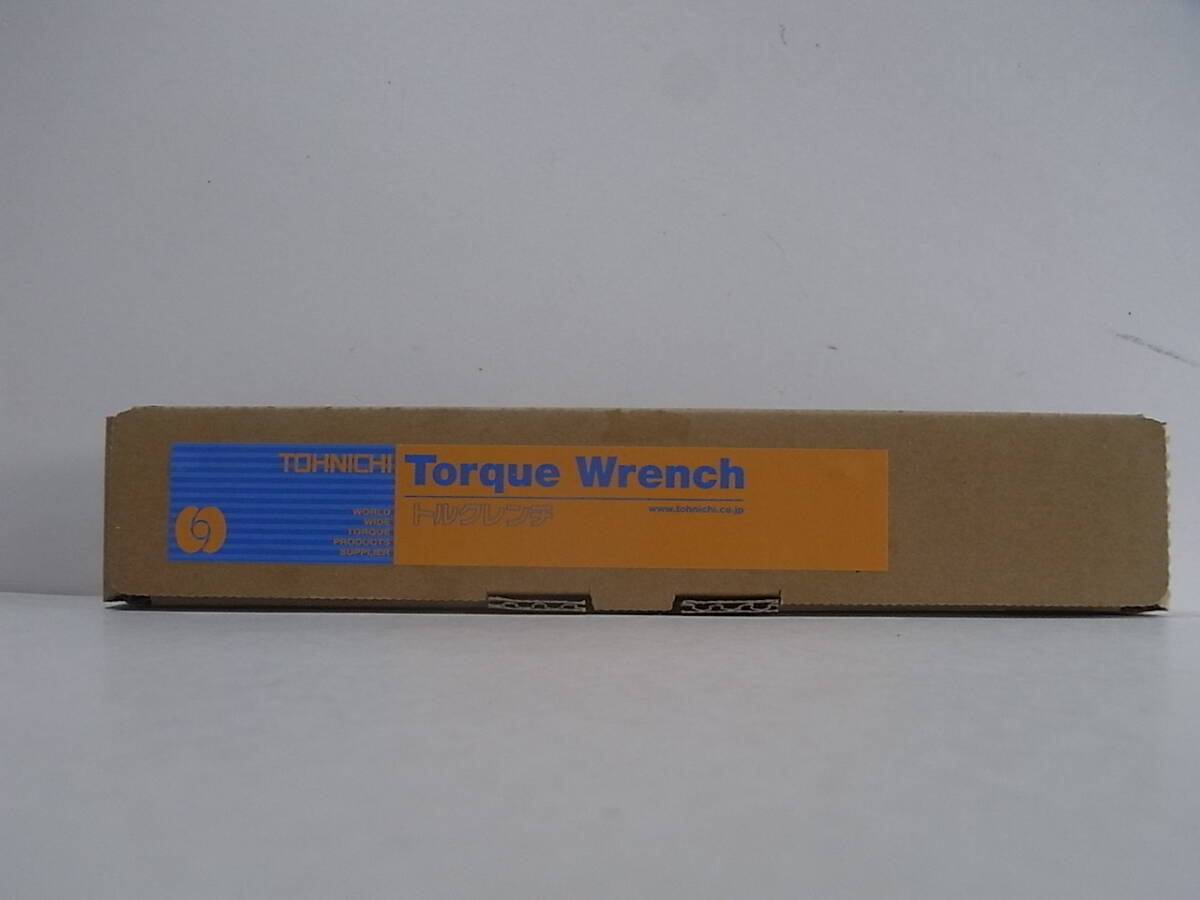 TOHNICHI
WORLD
WIDE
TORQUE
PRODUCTS
SUPPLIER
Torque Wrench
トルクレンチ
www.tohnichi.co.jp